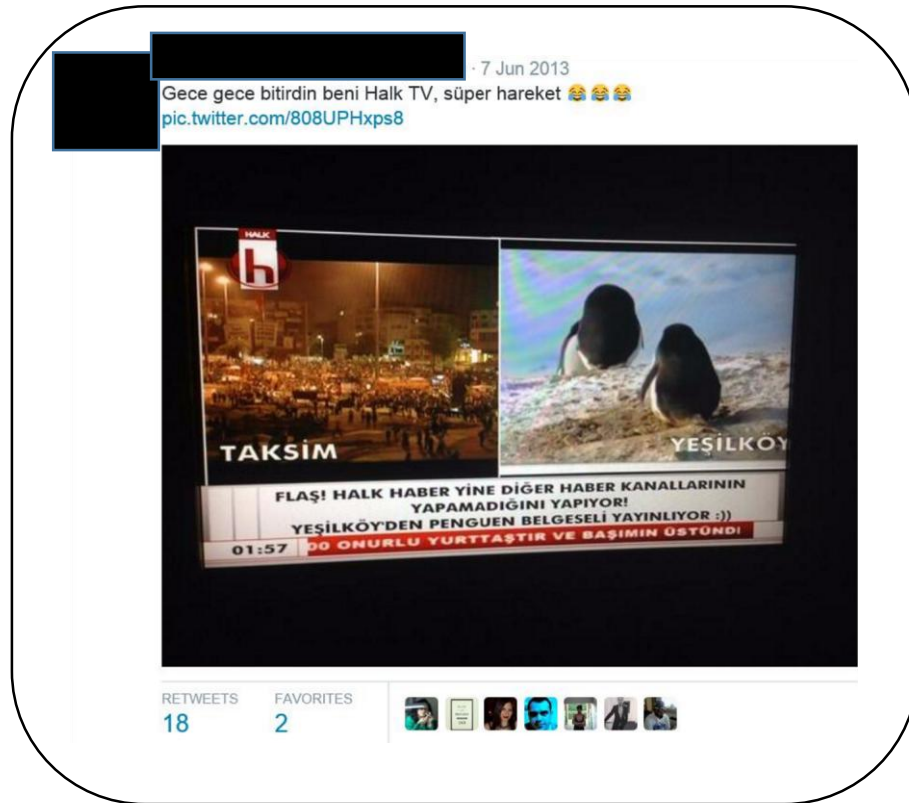 · 7 Jun 2013
Gece gece bitirdin beni Halk TV, süper hareket 😂😂😂
pic.twitter.com/808UPHxps8
HALK
h
TAKSİM
YEŞİLKÖY
FLAŞ! HALK HABER YİNE DİĞER HABER KANALLARININ
YAPAMADIĞINI YAPIYOR!
YEŞİLKÖY'DEN PENGUEN BELGESELİ YAYINLIYOR :))
01:57 00 ONURLU YURTTAŞTIR VE BAŞIMIN ÜSTÜNDİ
RETWEETS FAVORITES
18 2